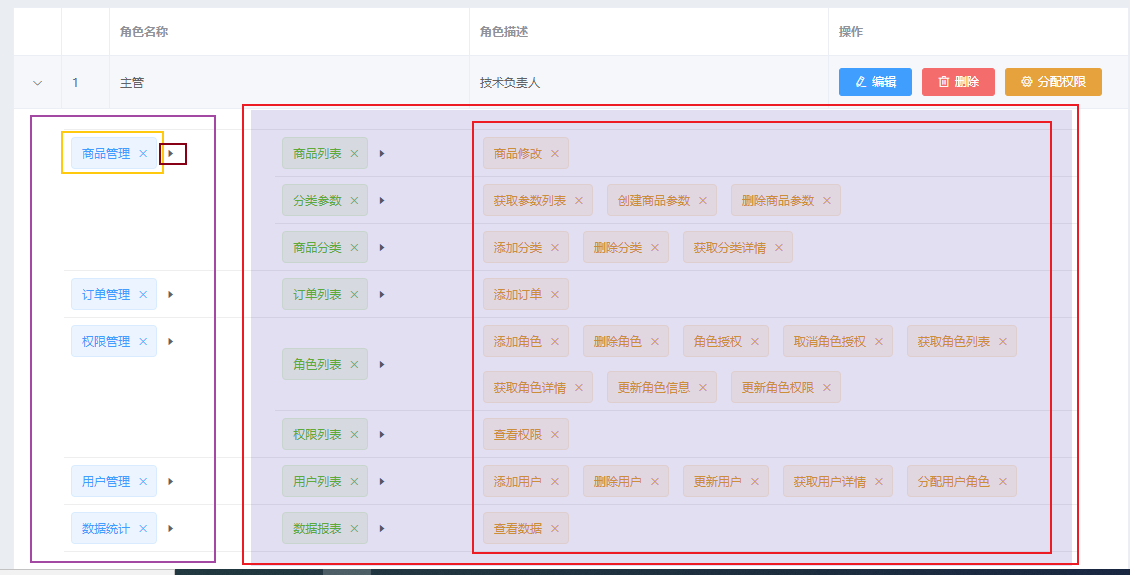 角色名称 角色描述 操作
1 主管 技术负责人 编辑 删除 分配权限
商品管理 × 商品列表 × 商品修改 ×
分类参数 × 获取参数列表 × 创建商品参数 × 删除商品参数 ×
商品分类 × 添加分类 × 删除分类 × 获取分类详情 ×
订单管理 × 订单列表 × 添加订单 ×
权限管理 × 角色列表 × 添加角色 × 删除角色 × 角色授权 × 取消角色授权 × 获取角色列表 ×
获取角色详情 × 更新角色信息 × 更新角色权限 ×
权限列表 × 查看权限 ×
用户管理 × 用户列表 × 添加用户 × 删除用户 × 更新用户 × 获取用户详情 × 分配用户角色 ×
数据统计 × 数据报表 × 查看数据 ×